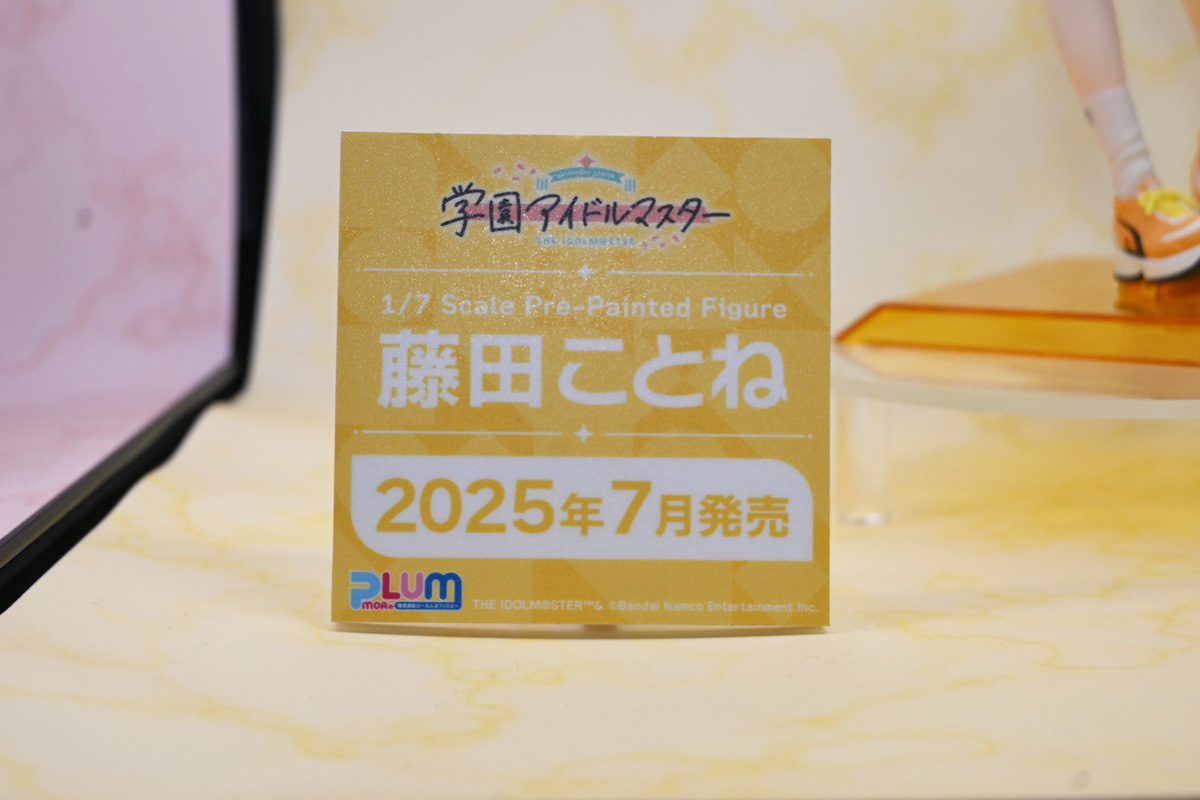 学園アイドルマスター
THE IDOLM@STER
1/7 Scale Pre-Painted Figure
藤田ことね
2025年7月発売
PLUM
MOA
THE IDOLM@STER™& ©Bandai Namco Entertainment Inc.